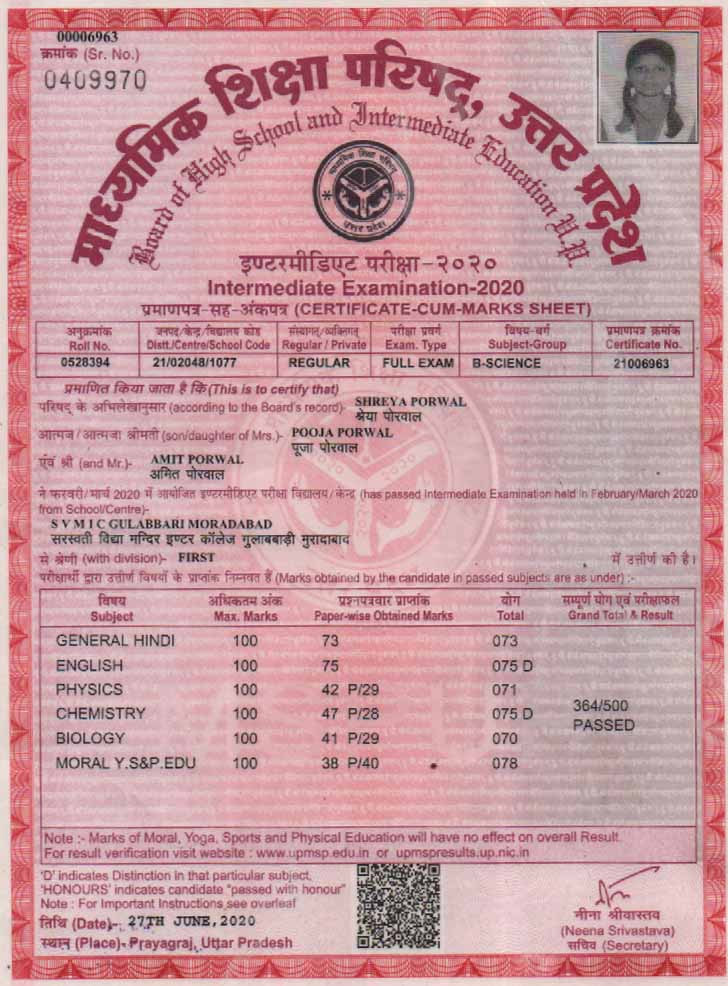 00006963
क्रमांक (Sr. No.)
0409970
माध्यमिक शिक्षा परिषद्, उत्तर प्रदेश
Board of High School and Intermediate Education U.P.
माध्यमिक शिक्षा परिषद्
उत्तर प्रदेश
इण्टरमीडिएट परीक्षा-२०२०
Intermediate Examination-2020
प्रमाणपत्र-सह-अंकपत्र (CERTIFICATE-CUM-MARKS SHEET)
अनुक्रमांक जनपद/केन्द्र/विद्यालय कोड संस्थागत/व्यक्तिगत परीक्षा प्रवर्ग विषय-वर्ग प्रमाणपत्र क्रमांक
Roll No. Distt./Centre/School Code Regular / Private Exam. Type Subject-Group Certificate No.
0528394 21/02048/1077 REGULAR FULL EXAM B-SCIENCE 21006963
प्रमाणित किया जाता है कि (This is to certify that)
परिषद के अभिलेखानुसार (according to the Board's record)- SHREYA PORWAL
श्रेया पोरवाल
आत्मज/आत्मजा श्रीमती (son/daughter of Mrs.)- POOJA PORWAL
पूजा पोरवाल
एंव श्री (and Mr.)- AMIT PORWAL
अमित पोरवाल
ने फरवरी/मार्च 2020 में आयोजित इण्टरमीडिएट परीक्षा विद्यालय/केन्द्र (has passed Intermediate Examination held in February/March 2020
from School/Centre)-
S V M I C GULABBARI MORADABAD
सरस्वती विद्या मन्दिर इण्टर कॉलेज गुलाबबाड़ी मुरादाबाद
से श्रेणी (with division)- FIRST में उत्तीर्ण की है।
परीक्षार्थी द्वारा उत्तीर्ण विषयों के प्राप्तांक निम्नवत हैं (Marks obtained by the candidate in passed subjects are as under) :-
विषय अधिकतम अंक प्रश्नपत्रवार प्राप्तांक योग सम्पूर्ण योग एवं परीक्षाफल
Subject Max. Marks Paper-wise Obtained Marks Total Grand Total & Result
GENERAL HINDI 100 73 073
ENGLISH 100 75 075 D
PHYSICS 100 42 P/29 071
CHEMISTRY 100 47 P/28 075 D 364/500
PASSED
BIOLOGY 100 41 P/29 070
MORAL Y.S&P.EDU 100 38 P/40 078
Note :- Marks of Moral, Yoga, Sports and Physical Education will have no effect on overall Result.
For result verification visit website : www.upmsp.edu.in or upmspresults.up.nic.in
'D' indicates Distinction in that particular subject,
'HONOURS' indicates candidate "passed with honour"
Note : For Important Instructions see overleaf
तिथि (Date)- 27TH JUNE, 2020
स्थान (Place)- Prayagraj, Uttar Pradesh
नीना श्रीवास्तव
(Neena Srivastava)
सचिव (Secretary)